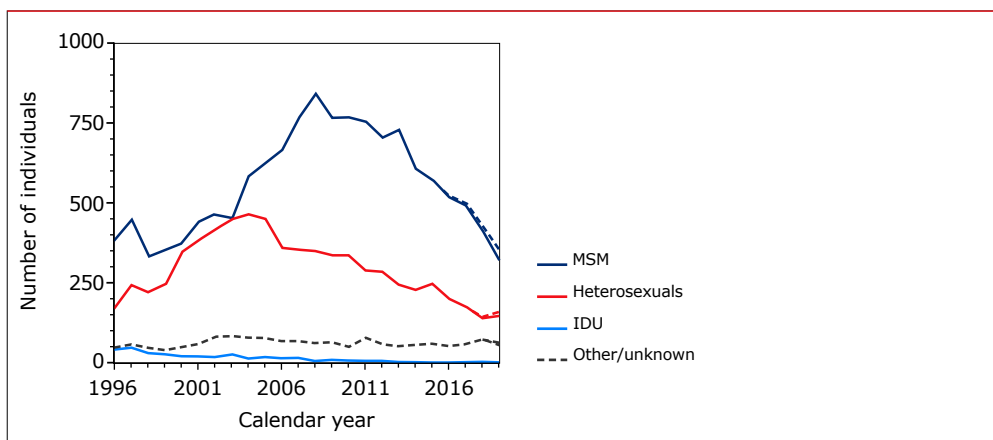 1000
750
500
250
0
Number of individuals
1996
2001
2006
2011
2016
Calendar year
MSM
Heterosexuals
IDU
Other/unknown